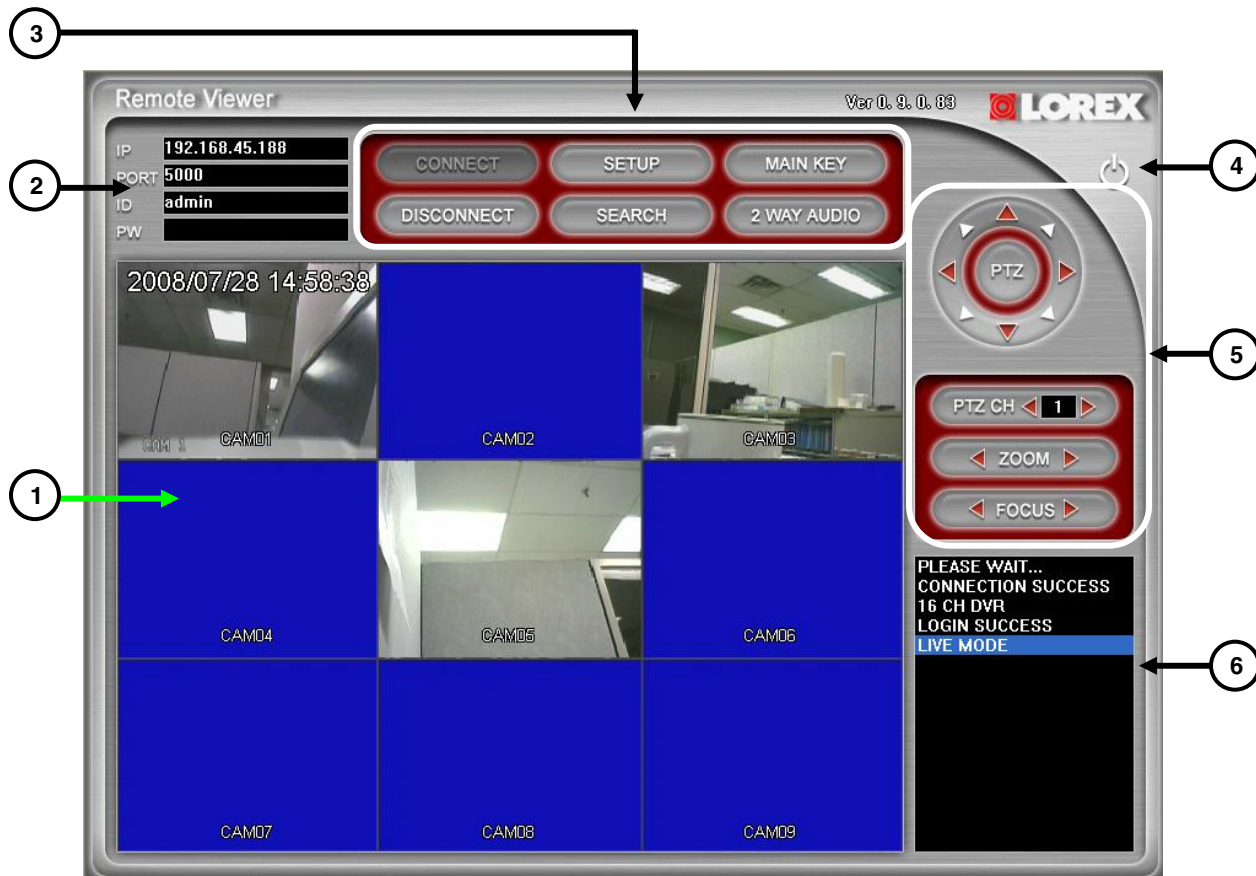 3
Remote Viewer
Ver 0. 9. 0. 83
LOREX
IP 192.168.45.188
PORT 5000
ID admin
PW
CONNECT
SETUP
MAIN KEY
DISCONNECT
SEARCH
2 WAY AUDIO
2
4
PTZ
5
PTZ CH 1
ZOOM
FOCUS
2008/07/28 14:58:38
CAM 1
CAM01
CAM02
CAM03
1
CAM04
CAM05
CAM06
CAM07
CAM08
CAM09
PLEASE WAIT...
CONNECTION SUCCESS
16 CH DVR
LOGIN SUCCESS
LIVE MODE
6